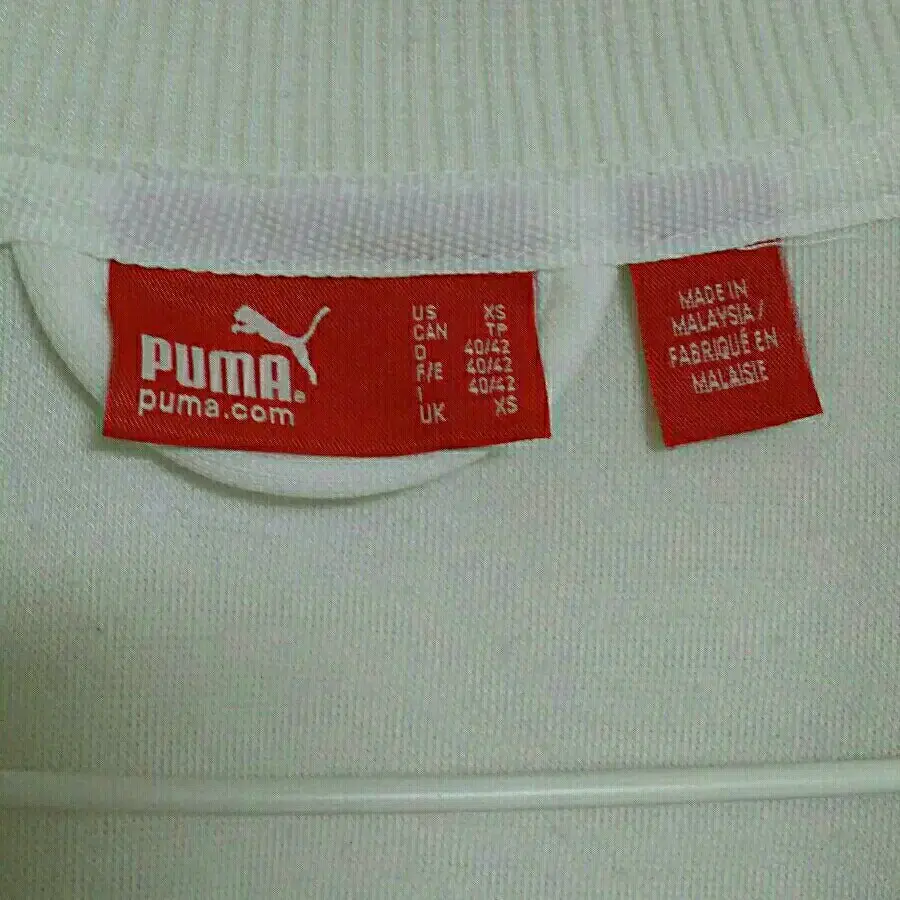 PUMA®
puma.com
US XS
CAN TP
D 40/42
F/E 40/42
I 40/42
UK XS
MADE IN
MALAYSIA /
FABRIQUÉ EN
MALAISIE